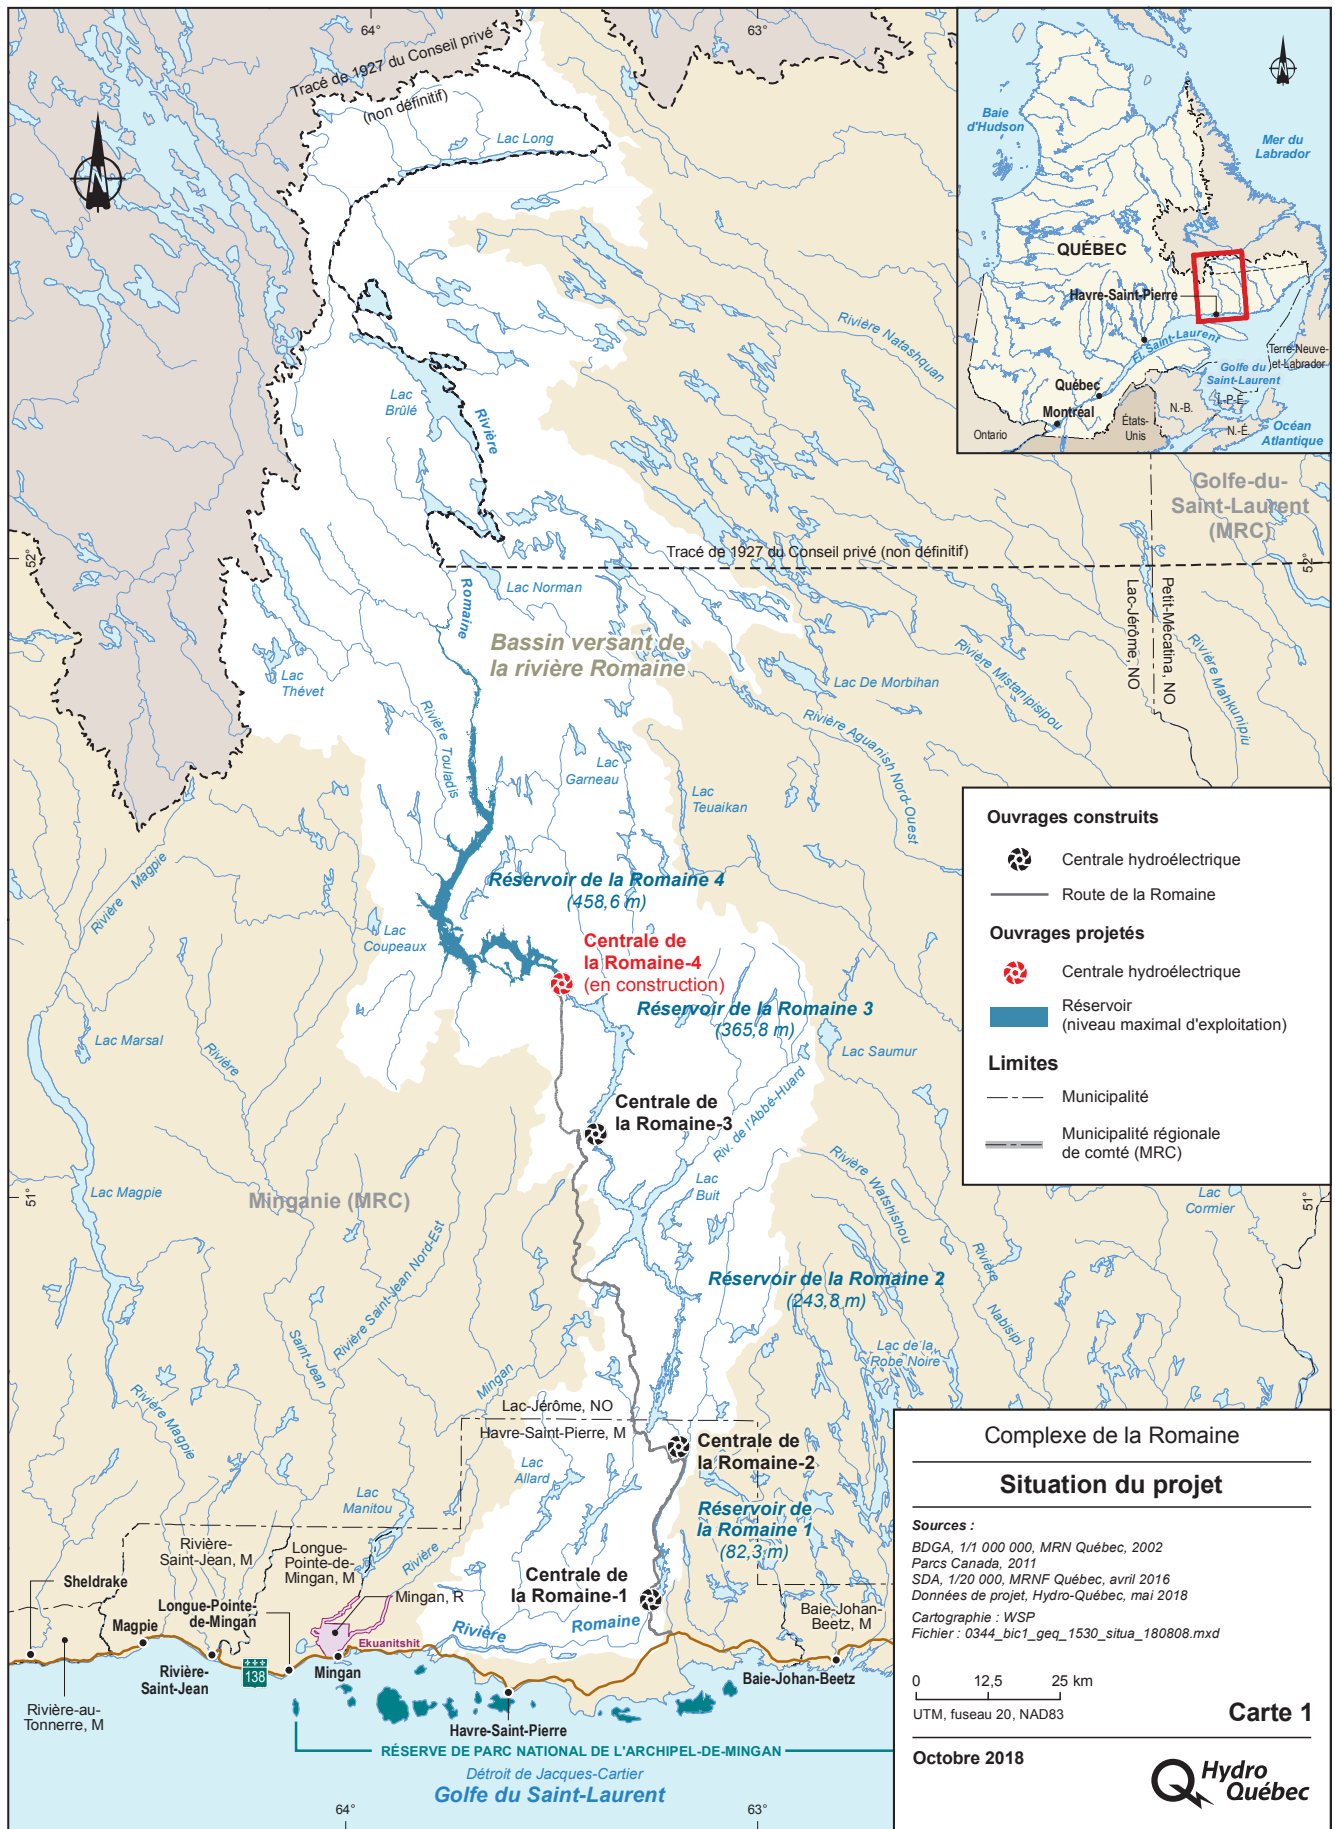 64°
63°
Tracé de 1927 du Conseil privé
(non définitif)
Lac Long
Baie
d'Hudson
Mer du
Labrador
QUÉBEC
Havre-Saint-Pierre
Fl. Saint-Laurent
Terre-Neuve-
et-Labrador
Golfe du
Saint-Laurent
Québec
Montréal
Î.-P.-É.
N.-B.
N.-É.
États-
Unis
Ontario
Océan
Atlantique
Rivière Natashquan
Lac
Brûlé
Rivière
Golfe-du-
Saint-Laurent
(MRC)
52°
Tracé de 1927 du Conseil privé (non définitif)
52°
Lac Norman
Romaine
Lac-Jérôme, NO
Petit-Mécatina, NO
Bassin versant de
la rivière Romaine
Lac
Thévet
Lac De Morbihan
Rivière Mistanipisipou
Rivière Mahkunipiu
Rivière Touladis
Rivière Aguanish Nord-Ouest
Lac
Garneau
Lac
Teuaikan
Rivière Magpie
Réservoir de la Romaine 4
(458,6 m)
Lac
Coupeaux
Centrale de
la Romaine-4
(en construction)
Réservoir de la Romaine 3
(365,8 m)
Lac Marsal
Rivière
Lac Saumur
Centrale de
la Romaine-3
Riv. de l'Abbé-Huard
Ouvrages construits
Centrale hydroélectrique
Route de la Romaine
Ouvrages projetés
Centrale hydroélectrique
Réservoir
(niveau maximal d'exploitation)
Limites
Municipalité
Municipalité régionale
de comté (MRC)
51°
Lac Magpie
Minganie (MRC)
Lac
Buit
Rivière Watshishou
Lac
Cormier
51°
Rivière Saint-Jean Nord-Est
Réservoir de la Romaine 2
(243,8 m)
Rivière
Nabisipi
Saint-Jean
Lac de la
Robe Noire
Mingan
Rivière Magpie
Lac-Jérôme, NO
Havre-Saint-Pierre, M
Centrale de
la Romaine-2
Lac
Allard
Lac
Manitou
Réservoir de
la Romaine 1
(82,3 m)
Rivière-
Saint-Jean, M
Longue-
Pointe-de-
Mingan, M
Rivière
Sheldrake
Centrale de
la Romaine-1
Mingan, R
Longue-Pointe-
de-Mingan
Magpie
Baie-Johan-
Beetz, M
Rivière
Romaine
Ekuanitshit
Rivière-
Saint-Jean
138
Mingan
Baie-Johan-Beetz
Rivière-au-
Tonnerre, M
Havre-Saint-Pierre
RÉSERVE DE PARC NATIONAL DE L'ARCHIPEL-DE-MINGAN
Détroit de Jacques-Cartier
Golfe du Saint-Laurent
64°
63°
Complexe de la Romaine
Situation du projet
Sources :
BDGA, 1/1 000 000, MRN Québec, 2002
Parcs Canada, 2011
SDA, 1/20 000, MRNF Québec, avril 2016
Données de projet, Hydro-Québec, mai 2018
Cartographie : WSP
Fichier : 0344_bic1_geq_1530_situa_180808.mxd
0 12,5 25 km
UTM, fuseau 20, NAD83
Carte 1
Octobre 2018
Hydro
Québec